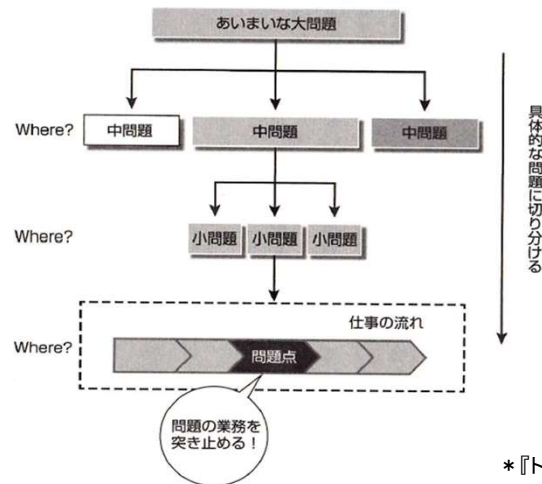 あいまいな大問題
Where?
中問題
中問題
中問題
Where?
小問題
小問題
小問題
Where?
仕事の流れ
問題点
問題の業務を
突き止める！
具体的な問題に切り分ける
＊『ト